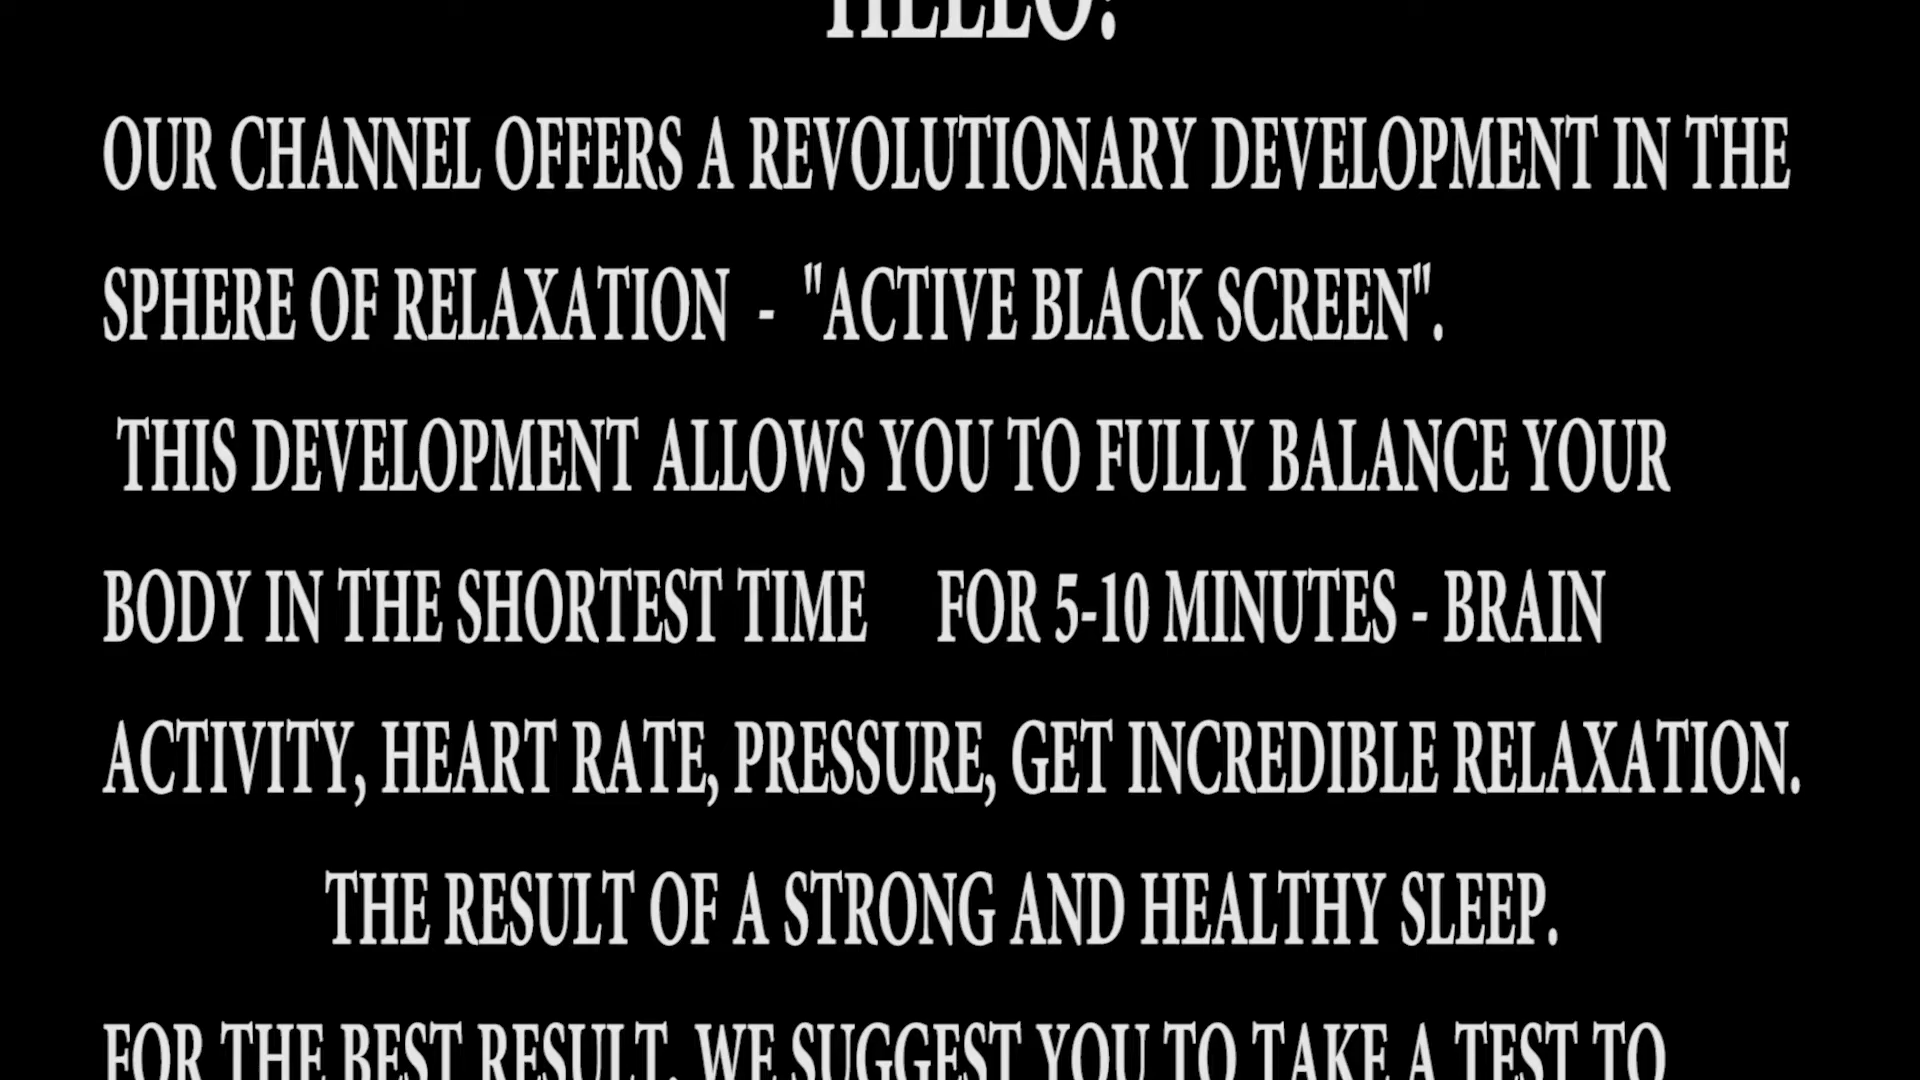 HELLO!
OUR CHANNEL OFFERS A REVOLUTIONARY DEVELOPMENT IN THE
SPHERE OF RELAXATION - "ACTIVE BLACK SCREEN".
THIS DEVELOPMENT ALLOWS YOU TO FULLY BALANCE YOUR
BODY IN THE SHORTEST TIME FOR 5-10 MINUTES - BRAIN
ACTIVITY, HEART RATE, PRESSURE, GET INCREDIBLE RELAXATION.
THE RESULT OF A STRONG AND HEALTHY SLEEP.
FOR THE BEST RESULT, WE SUGGEST YOU TO TAKE A TEST TO